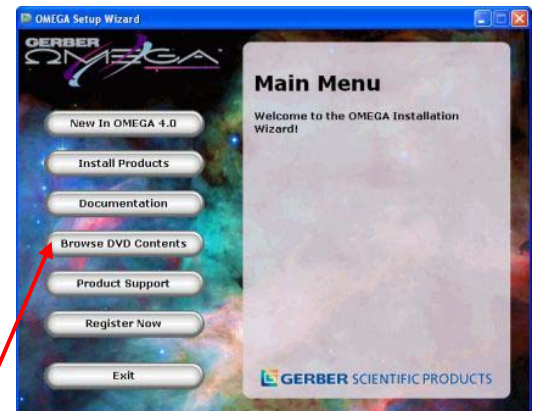 OMEGA Setup Wizard
GERBER
OMEGA
Main Menu
Welcome to the OMEGA Installation
Wizard!
New In OMEGA 4.0
Install Products
Documentation
Browse DVD Contents
Product Support
Register Now
Exit
GERBER SCIENTIFIC PRODUCTS